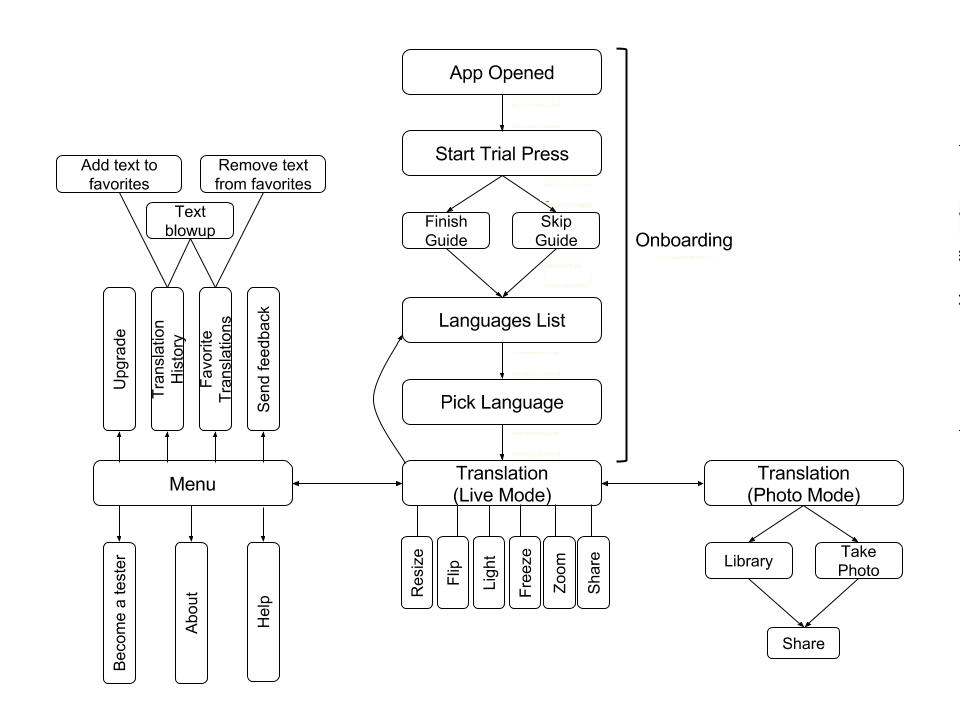 App Opened
Start Trial Press
Finish
Guide
Skip
Guide
Onboarding
Languages List
Pick Language
Add text to
favorites
Remove text
from favorites
Text
blowup
Upgrade
Translation
History
Favorite
Translations
Send feedback
Menu
Translation
(Live Mode)
Translation
(Photo Mode)
Become a tester
About
Help
Resize
Flip
Light
Freeze
Zoom
Share
Library
Take
Photo
Share